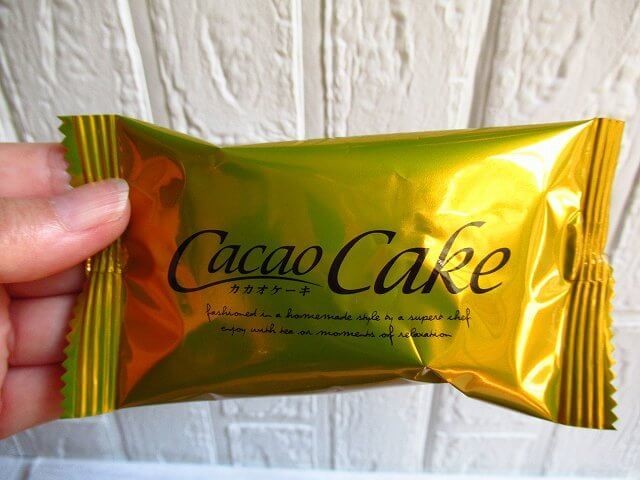 Cacao Cake
カカオケーキ
fashioned in a homemade style by a superb chef
enjoy with tea or moments of relaxation